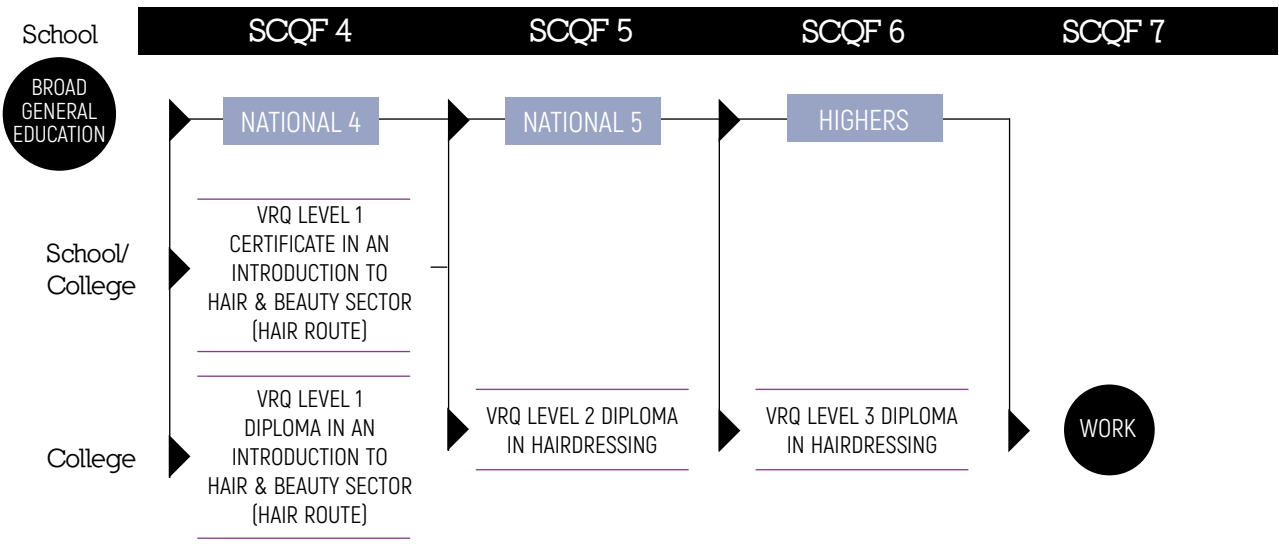 School
SCQF 4
SCQF 5
SCQF 6
SCQF 7
BROAD
GENERAL
EDUCATION
NATIONAL 4
NATIONAL 5
HIGHERS
School/
College
VRQ LEVEL 1
CERTIFICATE IN AN
INTRODUCTION TO
HAIR & BEAUTY SECTOR
(HAIR ROUTE)
College
VRQ LEVEL 1
DIPLOMA IN AN
INTRODUCTION TO
HAIR & BEAUTY SECTOR
(HAIR ROUTE)
VRQ LEVEL 2 DIPLOMA
IN HAIRDRESSING
VRQ LEVEL 3 DIPLOMA
IN HAIRDRESSING
WORK